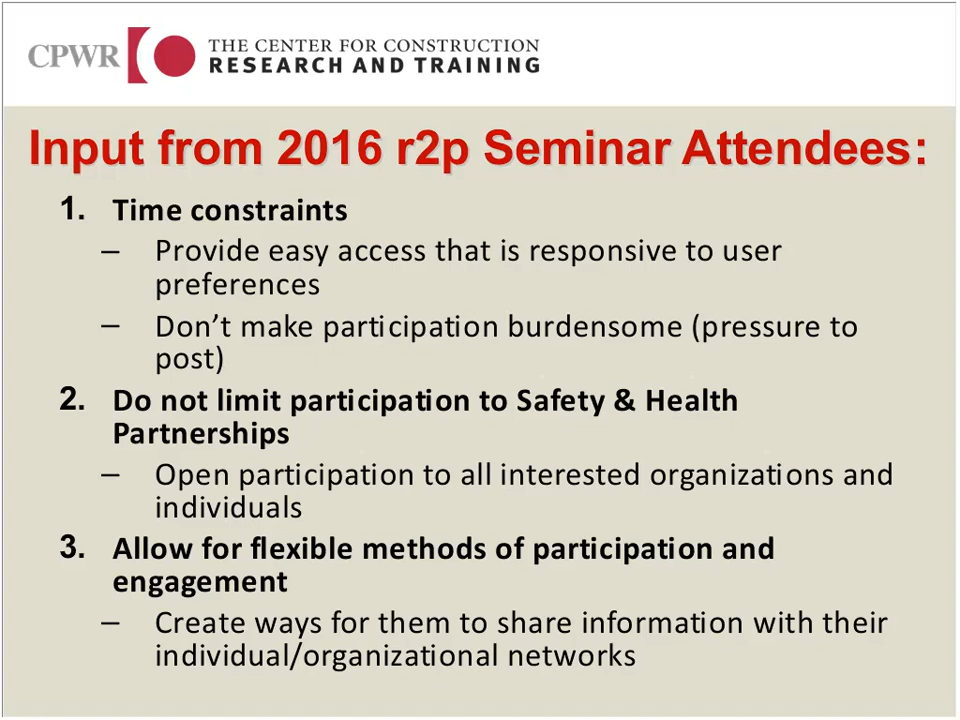 CPWR
THE CENTER FOR CONSTRUCTION
RESEARCH AND TRAINING
Input from 2016 r2p Seminar Attendees:
1. Time constraints
– Provide easy access that is responsive to user
preferences
– Don’t make participation burdensome (pressure to
post)
2. Do not limit participation to Safety & Health
Partnerships
– Open participation to all interested organizations and
individuals
3. Allow for flexible methods of participation and
engagement
– Create ways for them to share information with their
individual/organizational networks